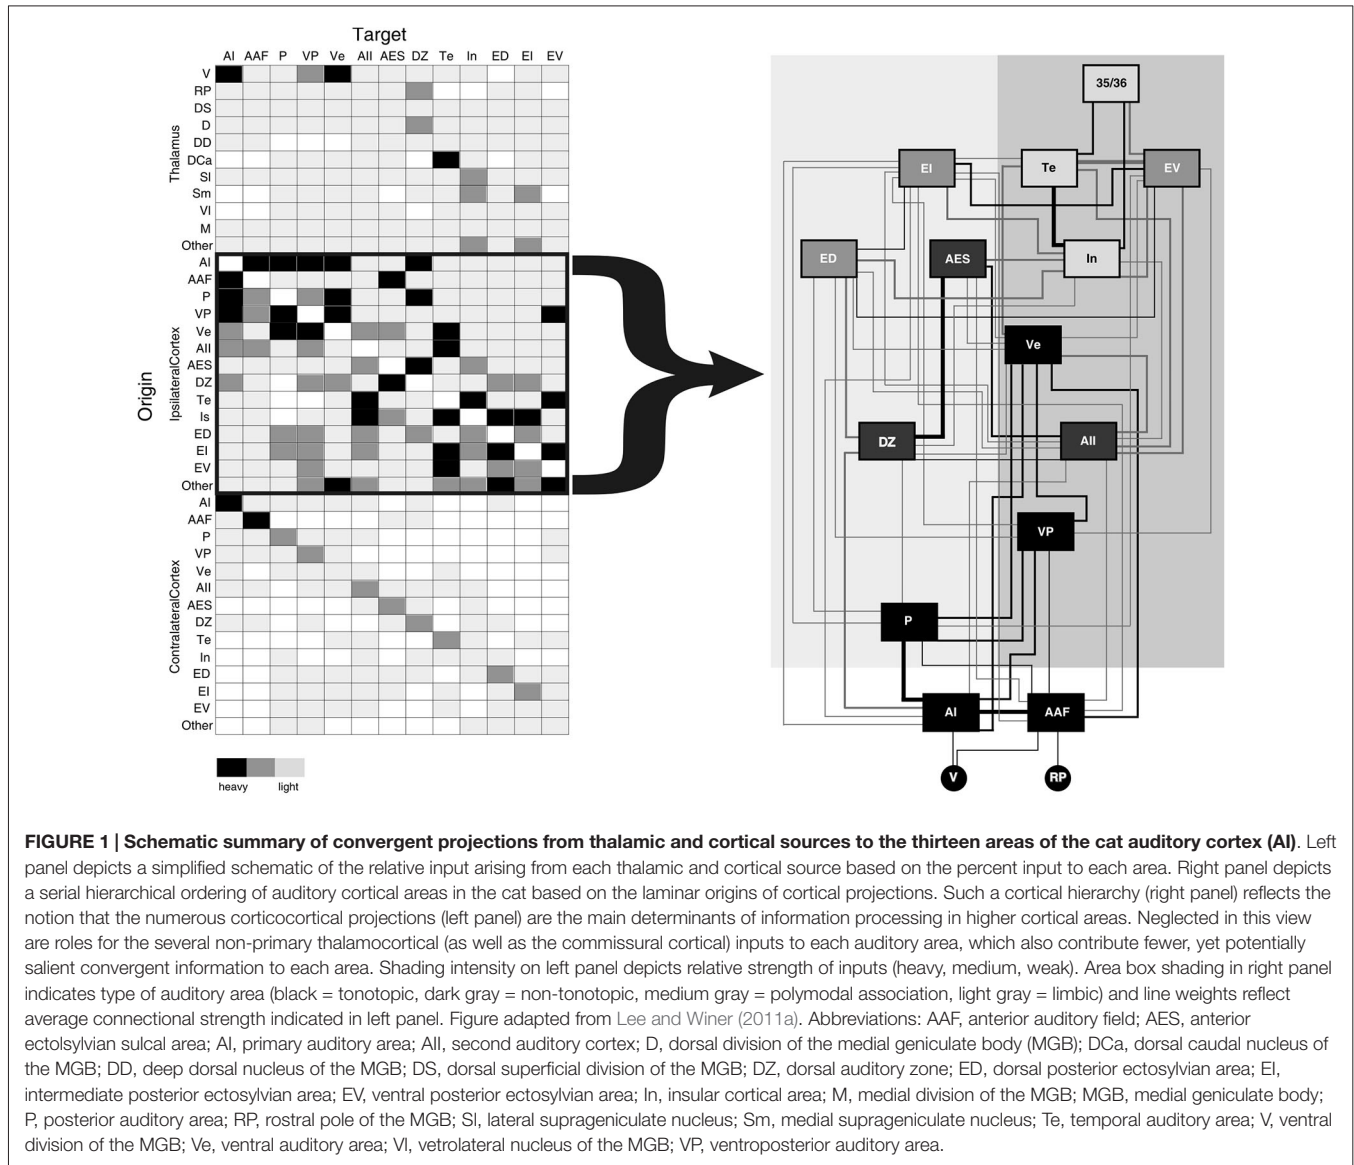 Target
AI AAF P VP Ve AII AES DZ Te In ED EI EV
Origin
Thalamus
V
RP
DS
D
DD
DCa
Sl
Sm
Vl
M
Other
IpsilateralCortex
AI
AAF
P
VP
Ve
AII
AES
DZ
Te
Is
ED
EI
EV
Other
ContralateralCortex
AI
AAF
P
VP
Ve
AII
AES
DZ
Te
In
ED
EI
EV
Other
heavy light
35/36
EI Te EV
ED AES In
Ve
DZ AII
VP
P
AI AAF
V RP
FIGURE 1 | Schematic summary of convergent projections from thalamic and cortical sources to the thirteen areas of the cat auditory cortex (AI). Left
panel depicts a simplified schematic of the relative input arising from each thalamic and cortical source based on the percent input to each area. Right panel depicts
a serial hierarchical ordering of auditory cortical areas in the cat based on the laminar origins of cortical projections. Such a cortical hierarchy (right panel) reflects the
notion that the numerous corticocortical projections (left panel) are the main determinants of information processing in higher cortical areas. Neglected in this view
are roles for the several non-primary thalamocortical (as well as the commissural cortical) inputs to each auditory area, which also contribute fewer, yet potentially
salient convergent information to each area. Shading intensity on left panel depicts relative strength of inputs (heavy, medium, weak). Area box shading in right panel
indicates type of auditory area (black = tonotopic, dark gray = non-tonotopic, medium gray = polymodal association, light gray = limbic) and line weights reflect
average connectional strength indicated in left panel. Figure adapted from Lee and Winer (2011a). Abbreviations: AAF, anterior auditory field; AES, anterior
ectolsylvian sulcal area; AI, primary auditory area; AII, second auditory cortex; D, dorsal division of the medial geniculate body (MGB); DCa, dorsal caudal nucleus of
the MGB; DD, deep dorsal nucleus of the MGB; DS, dorsal superficial division of the MGB; DZ, dorsal auditory zone; ED, dorsal posterior ectosylvian area; EI,
intermediate posterior ectosylvian area; EV, ventral posterior ectosylvian area; In, insular cortical area; M, medial division of the MGB; MGB, medial geniculate body;
P, posterior auditory area; RP, rostral pole of the MGB; Sl, lateral suprageniculate nucleus; Sm, medial suprageniculate nucleus; Te, temporal auditory area; V, ventral
division of the MGB; Ve, ventral auditory area; Vl, vetrolateral nucleus of the MGB; VP, ventroposterior auditory area.